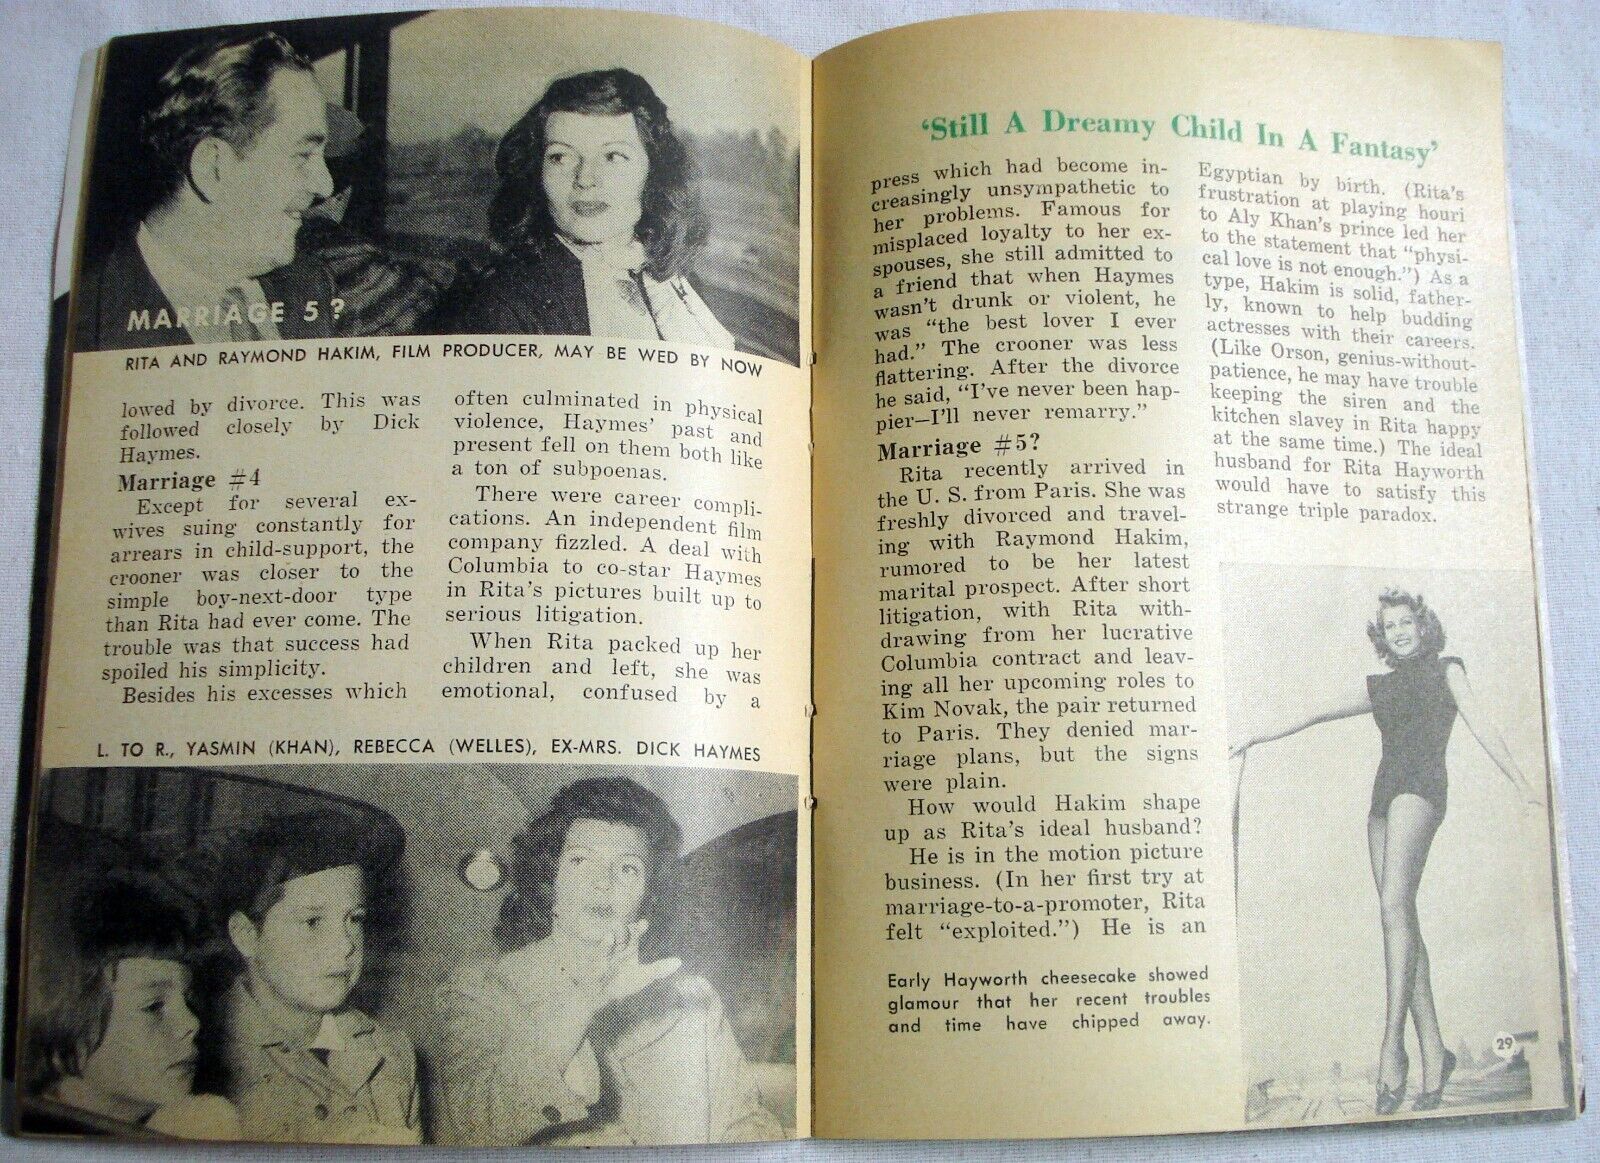 MARRIAGE 5?
RITA AND RAYMOND HAKIM, FILM PRODUCER, MAY BE WED BY NOW
lowed by divorce. This was
followed closely by Dick
Haymes.
Marriage #4
Except for several ex-
wives suing constantly for
arrears in child-support, the
crooner was closer to the
simple boy-next-door type
than Rita had ever come. The
trouble was that success had
spoiled his simplicity.
Besides his excesses which
often culminated in physical
violence, Haymes' past and
present fell on them both like
a ton of subpoenas.
There were career compli-
cations. An independent film
company fizzled. A deal with
Columbia to co-star Haymes
in Rita's pictures built up to
serious litigation.
When Rita packed up her
children and left, she was
emotional, confused by a
L. TO R., YASMIN (KHAN), REBECCA (WELLES), EX-MRS. DICK HAYMES
'Still A Dreamy Child In A Fantasy'
press which had become in-
creasingly unsympathetic to
her problems. Famous for
misplaced loyalty to her ex-
spouses, she still admitted to
a friend that when Haymes
wasn't drunk or violent, he
was "the best lover I ever
had." The crooner was less
flattering. After the divorce
he said, "I've never been hap-
pier—I'll never remarry."
Marriage #5?
Rita recently arrived in
the U. S. from Paris. She was
freshly divorced and travel-
ing with Raymond Hakim,
rumored to be her latest
marital prospect. After short
litigation, with Rita with-
drawing from her lucrative
Columbia contract and leav-
ing all her upcoming roles to
Kim Novak, the pair returned
to Paris. They denied mar-
riage plans, but the signs
were plain.
How would Hakim shape
up as Rita's ideal husband?
He is in the motion picture
business. (In her first try at
marriage-to-a-promoter, Rita
felt "exploited.") He is an
Egyptian by birth. (Rita's
frustration at playing houri
to Aly Khan's prince led her
to the statement that "physi-
cal love is not enough.") As a
type, Hakim is solid, father-
ly, known to help budding
actresses with their careers.
(Like Orson, genius-without-
patience, he may have trouble
keeping the siren and the
kitchen slavey in Rita happy
at the same time.) The ideal
husband for Rita Hayworth
would have to satisfy this
strange triple paradox.
Early Hayworth cheesecake showed
glamour that her recent troubles
and time have chipped away.
29